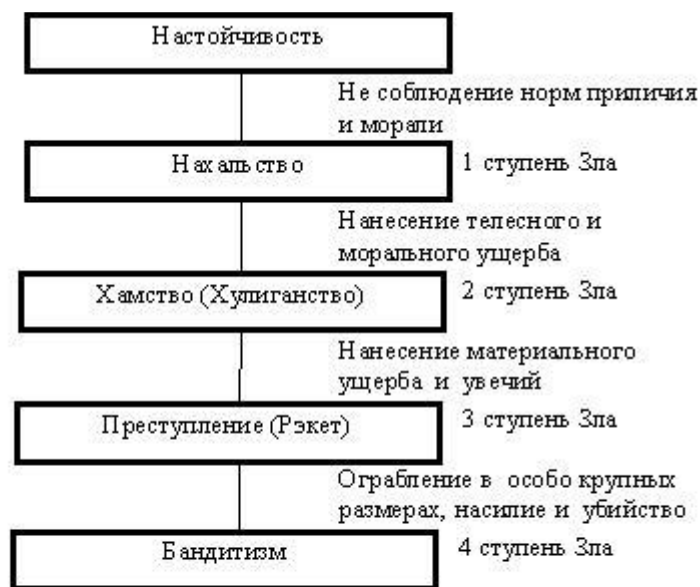 Настойчивость
Не соблюдение норм приличия
и морали
Нахальство
1 ступень Зла
Нанесение телесного и
морального ущерба
Хамство (Хулиганство)
2 ступень Зла
Нанесение материального
ущерба и увечий
Преступление (Рэкет)
3 ступень Зла
Ограбление в особо крупных
размерах, насилие и убийство
Бандитизм
4 ступень Зла